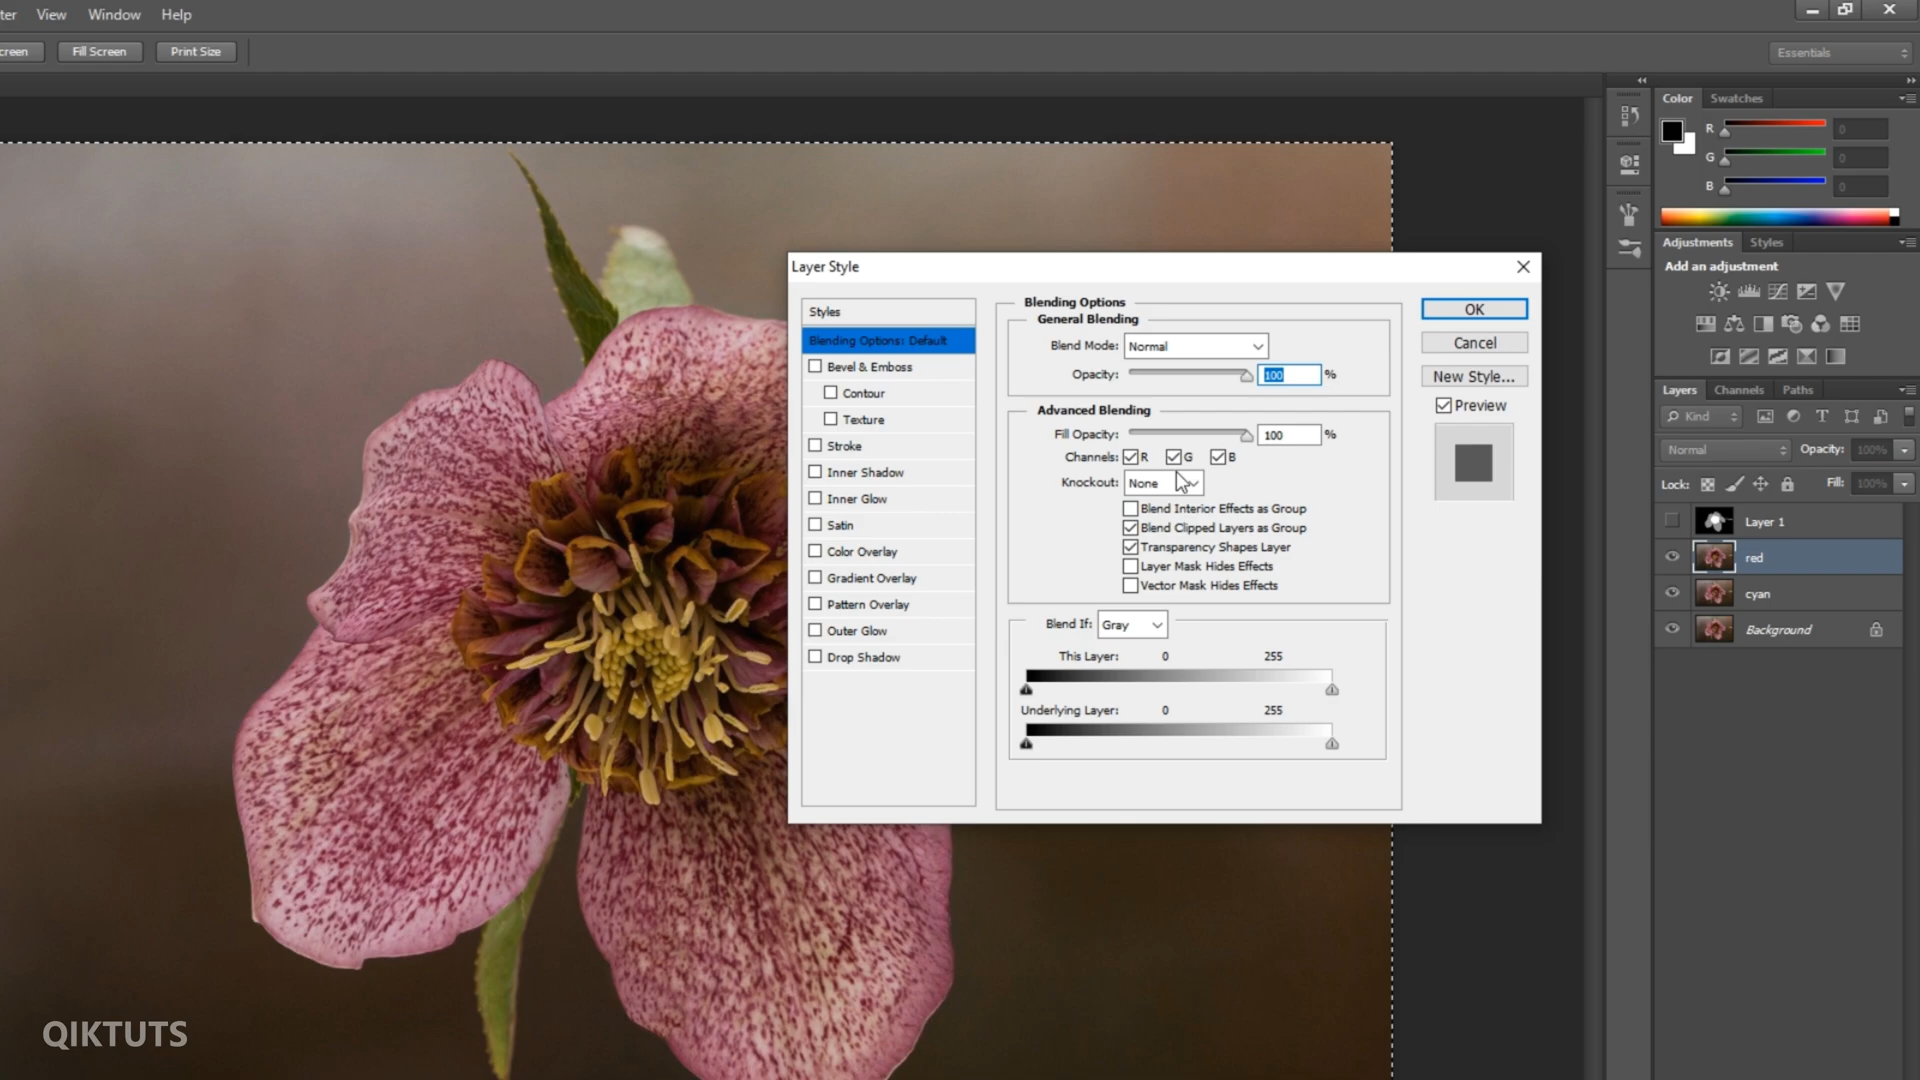 ter View Window Help
creen Fill Screen Print Size
Essentials
Color Swatches
R 0
G 0
B 0
Adjustments Styles
Add an adjustment
Layers Channels Paths
Kind
Normal Opacity: 100%
Lock: Fill: 100%
Layer 1
red
cyan
Background
Layer Style
Styles
Blending Options: Default
Bevel & Emboss
Contour
Texture
Stroke
Inner Shadow
Inner Glow
Satin
Color Overlay
Gradient Overlay
Pattern Overlay
Outer Glow
Drop Shadow
Blending Options
General Blending
Blend Mode: Normal
Opacity: 100 %
Advanced Blending
Fill Opacity: 100 %
Channels: R G B
Knockout: None
Blend Interior Effects as Group
Blend Clipped Layers as Group
Transparency Shapes Layer
Layer Mask Hides Effects
Vector Mask Hides Effects
Blend If: Gray
This Layer: 0 255
Underlying Layer: 0 255
OK
Cancel
New Style...
Preview
QIKTUTS